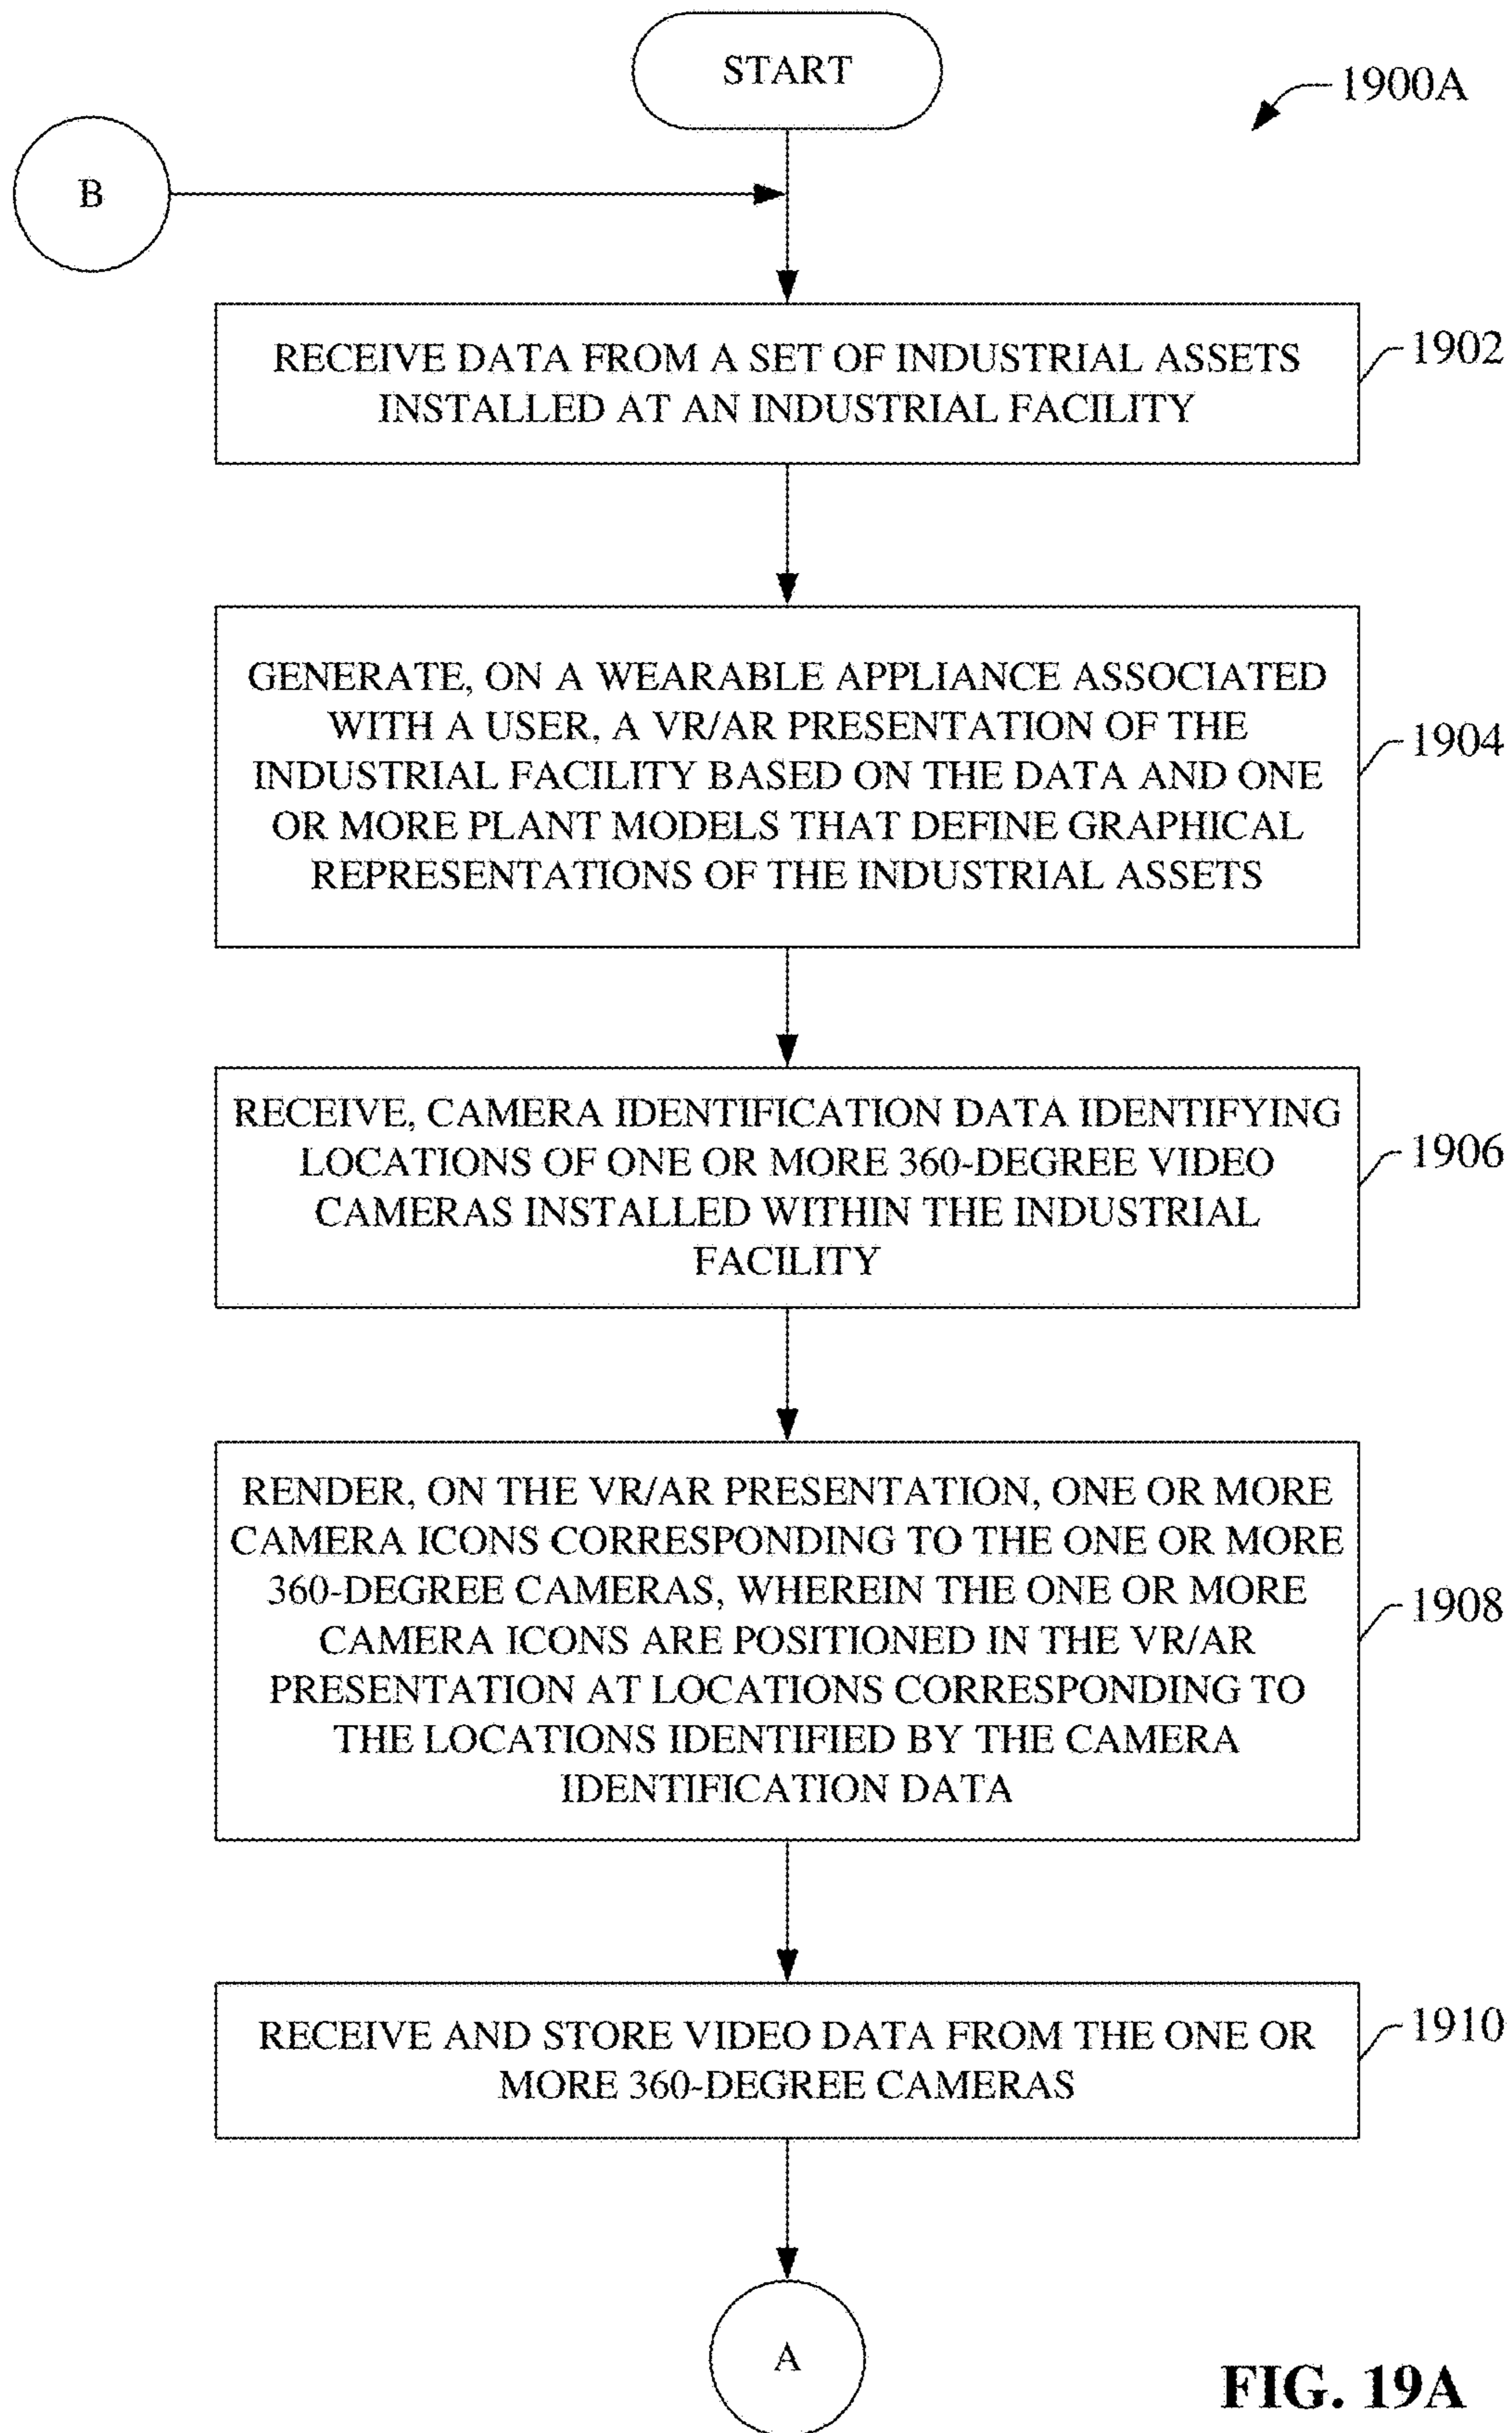 START
1900A
B
RECEIVE DATA FROM A SET OF INDUSTRIAL ASSETS
INSTALLED AT AN INDUSTRIAL FACILITY
1902
GENERATE, ON A WEARABLE APPLIANCE ASSOCIATED
WITH A USER, A VR/AR PRESENTATION OF THE
INDUSTRIAL FACILITY BASED ON THE DATA AND ONE
OR MORE PLANT MODELS THAT DEFINE GRAPHICAL
REPRESENTATIONS OF THE INDUSTRIAL ASSETS
1904
RECEIVE, CAMERA IDENTIFICATION DATA IDENTIFYING
LOCATIONS OF ONE OR MORE 360-DEGREE VIDEO
CAMERAS INSTALLED WITHIN THE INDUSTRIAL
FACILITY
1906
RENDER, ON THE VR/AR PRESENTATION, ONE OR MORE
CAMERA ICONS CORRESPONDING TO THE ONE OR MORE
360-DEGREE CAMERAS, WHEREIN THE ONE OR MORE
CAMERA ICONS ARE POSITIONED IN THE VR/AR
PRESENTATION AT LOCATIONS CORRESPONDING TO
THE LOCATIONS IDENTIFIED BY THE CAMERA
IDENTIFICATION DATA
1908
RECEIVE AND STORE VIDEO DATA FROM THE ONE OR
MORE 360-DEGREE CAMERAS
1910
A
FIG. 19A